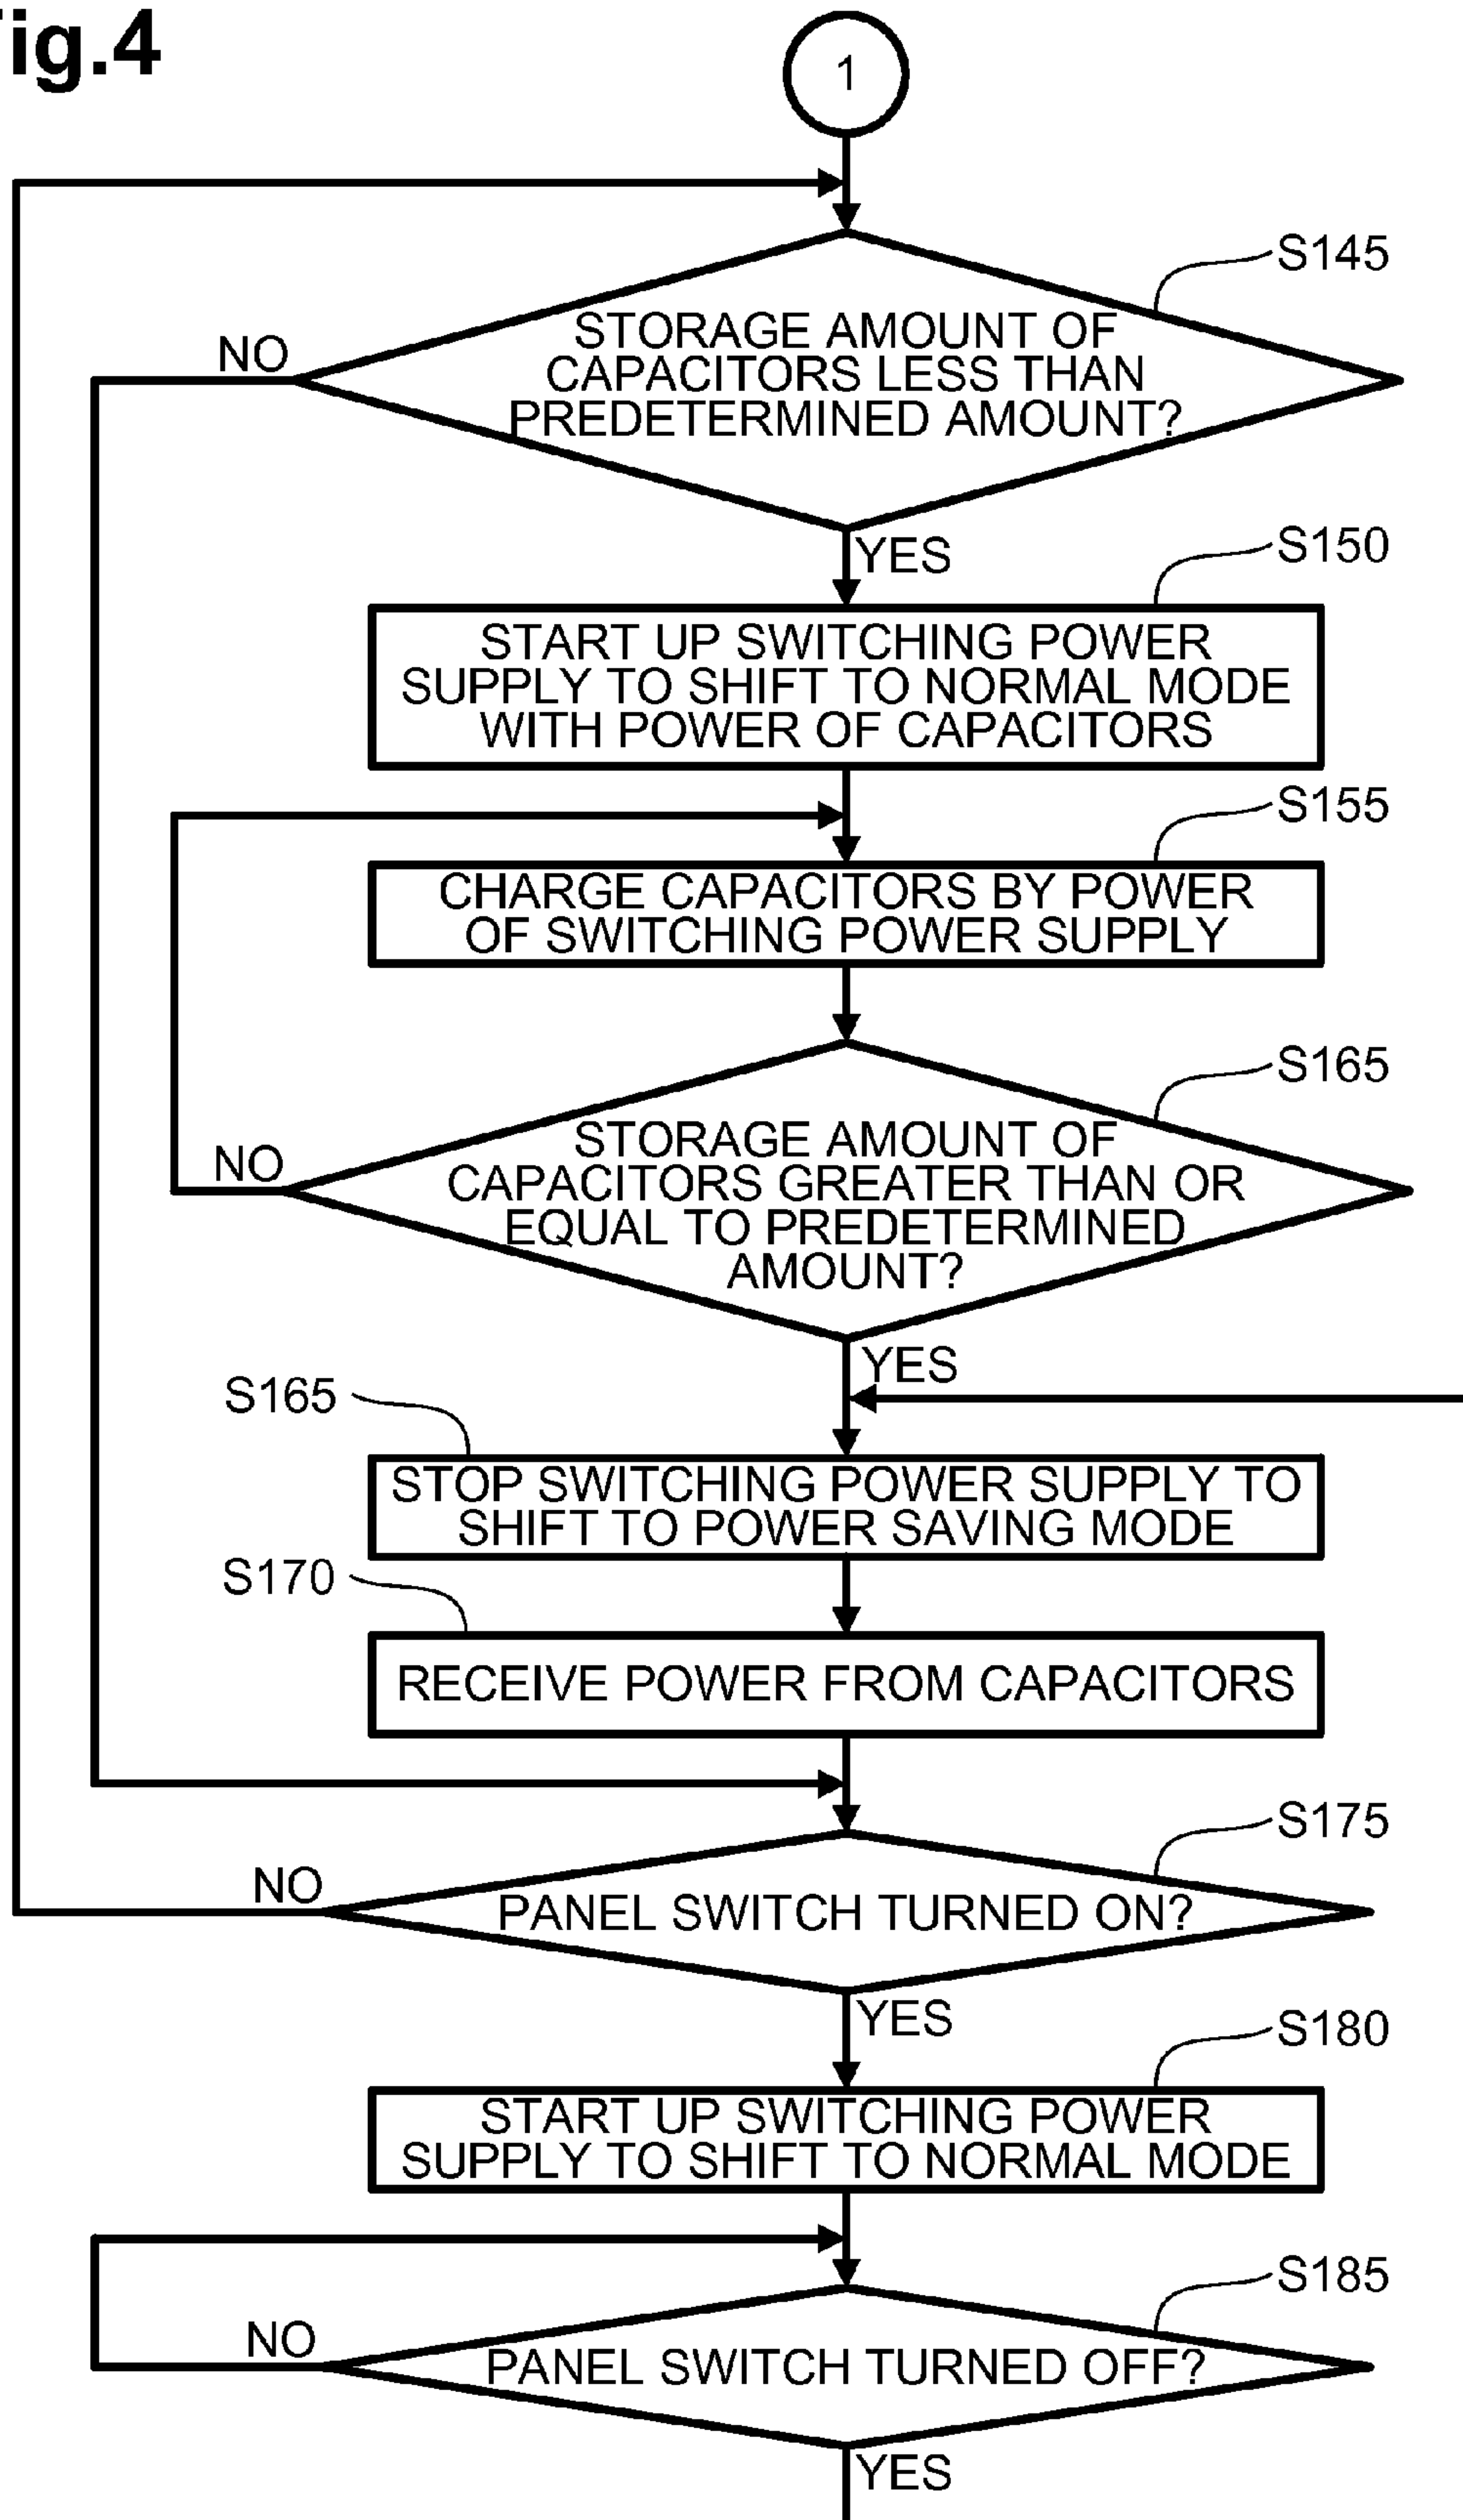 ig.4
1
S145
STORAGE AMOUNT OF
CAPACITORS LESS THAN
PREDETERMINED AMOUNT?
NO
YES
S150
START UP SWITCHING POWER
SUPPLY TO SHIFT TO NORMAL MODE
WITH POWER OF CAPACITORS
S155
CHARGE CAPACITORS BY POWER
OF SWITCHING POWER SUPPLY
S165
STORAGE AMOUNT OF
CAPACITORS GREATER THAN OR
EQUAL TO PREDETERMINED
AMOUNT?
NO
YES
S165
STOP SWITCHING POWER SUPPLY TO
SHIFT TO POWER SAVING MODE
S170
RECEIVE POWER FROM CAPACITORS
S175
NO
PANEL SWITCH TURNED ON?
YES
S180
START UP SWITCHING POWER
SUPPLY TO SHIFT TO NORMAL MODE
S185
NO
PANEL SWITCH TURNED OFF?
YES